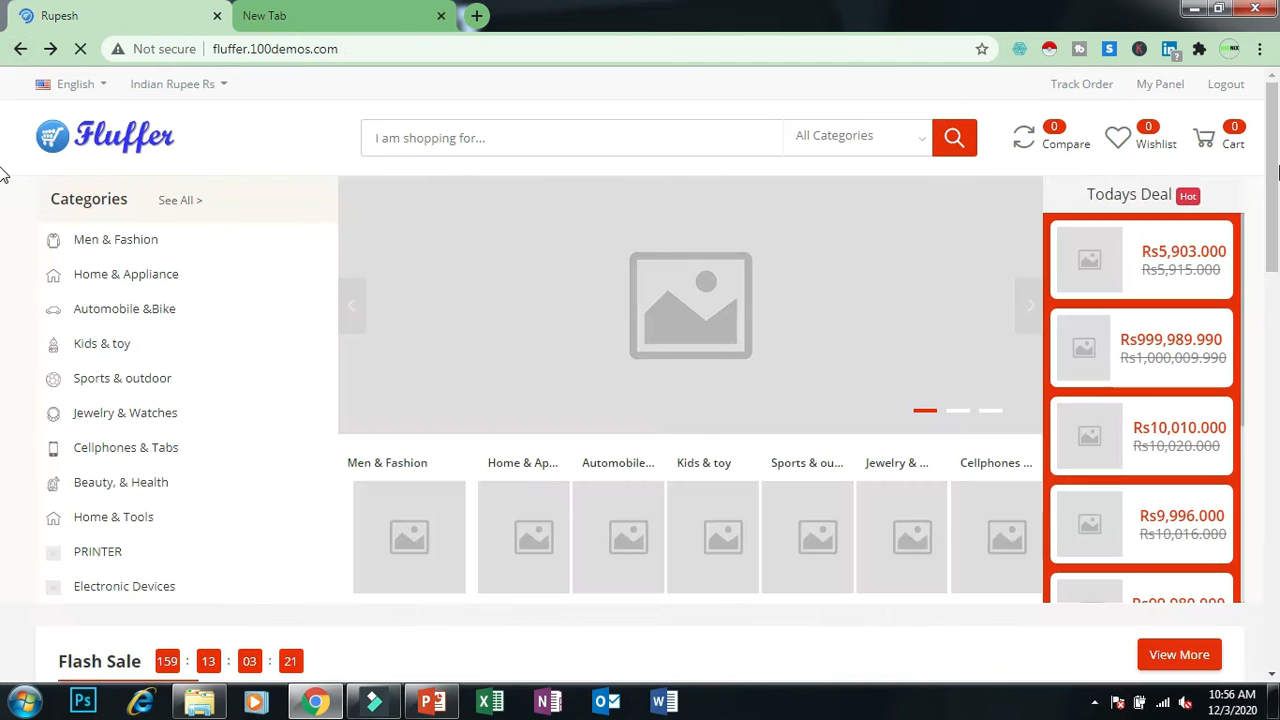 Rupesh
New Tab
Not secure
fluffer.100demos.com
English
Indian Rupee Rs
Track Order
My Panel
Logout
Fluffer
I am shopping for...
All Categories
0
Compare
0
Wishlist
0
Cart
Categories
See All >
Men & Fashion
Home & Appliance
Automobile &Bike
Kids & toy
Sports & outdoor
Jewelry & Watches
Cellphones & Tabs
Beauty, & Health
Home & Tools
PRINTER
Electronic Devices
Men & Fashion
Home & Ap...
Automobile...
Kids & toy
Sports & ou...
Jewelry & ...
Cellphones ...
Todays Deal Hot
Rs5,903.000
Rs5,915.000
Rs999,989.990
Rs1,000,009.990
Rs10,010.000
Rs10,020.000
Rs9,996.000
Rs10,016.000
Flash Sale 159 : 13 : 03 : 21
View More
10:56 AM
12/3/2020